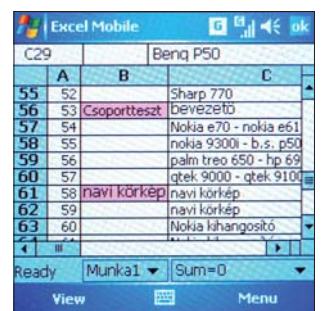 Excel Mobile G ok
C29 Benq P50
A B C
55 52 Sharp 770
56 53 Csoportteszt bevezető
57 54 Nokia e70 - nokia e61
58 55 nokia 9300i - b.s. p50
59 56 palm treo 650 - hp 69
60 57 qtek 9000 - qtek 9100
61 58 navi körkép navi körkép
62 59 navi körkép
63 60 Nokia kihangosító
Ready Munka1 Sum=0
View Menu